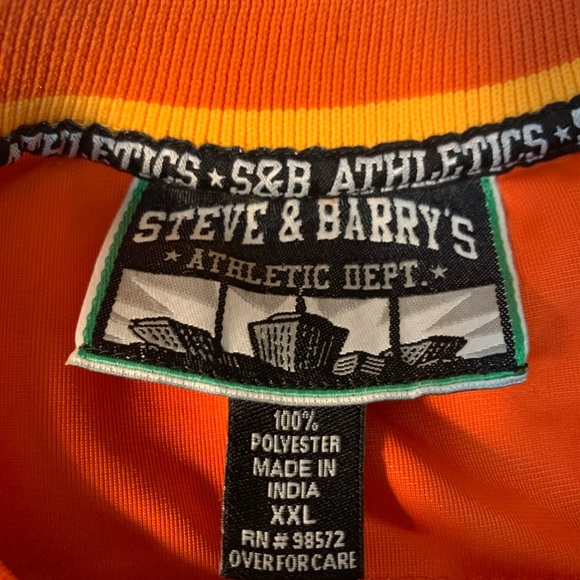 ATHLETICS ★ S&B ATHLETICS ★ S
STEVE & BARRY'S
★ ATHLETIC DEPT. ★
100%
POLYESTER
MADE IN
INDIA
XXL
RN # 98572
OVER FOR CARE